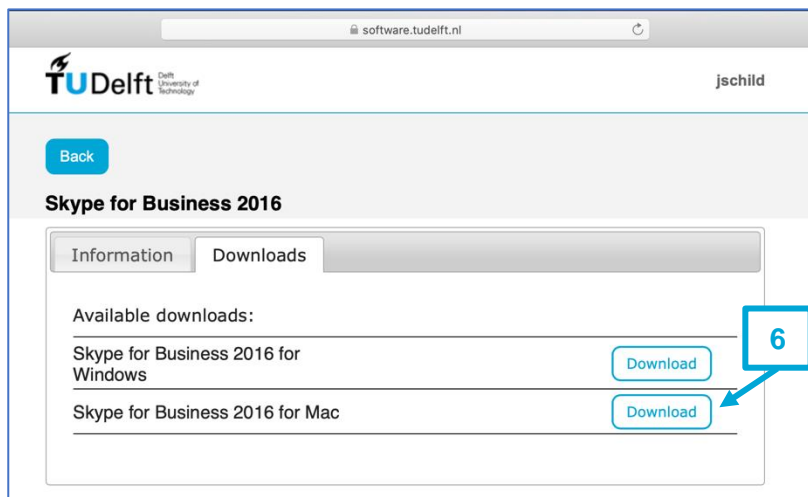 software.tudelft.nl
TUDelft
Delft
University of
Technology
jschild
Back
Skype for Business 2016
Information
Downloads
Available downloads:
Skype for Business 2016 for
Windows
Download
6
Skype for Business 2016 for Mac
Download